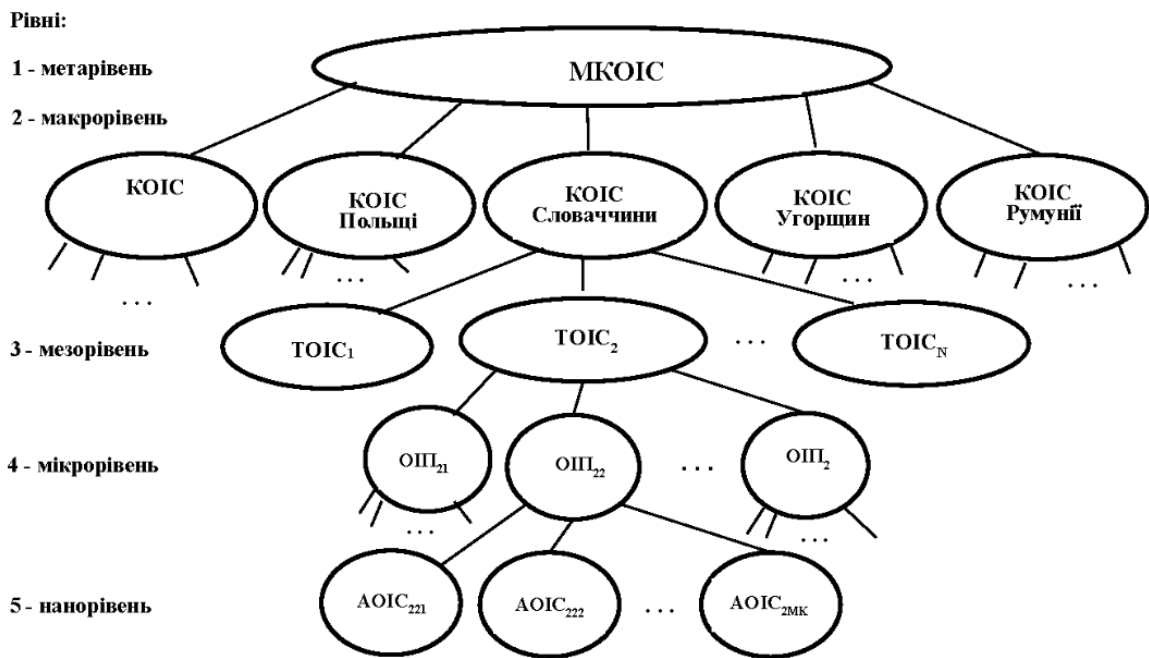 Рівні:
1 - метарівень
МКОІС
2 - макрорівень
КОІС
КОІС
Польщі
КОІС
Словаччини
КОІС
Угорщин
КОІС
Румунії
. . .
. . .
. . .
. . .
3 - мезорівень
ТОІС1
ТОІС2
. . .
ТОІСN
4 - мікрорівень
ОІП21
ОІП22
. . .
ОІП2
. . .
. . .
5 - нанорівень
АОІС221
АОІС222
. . .
АОІС2МК